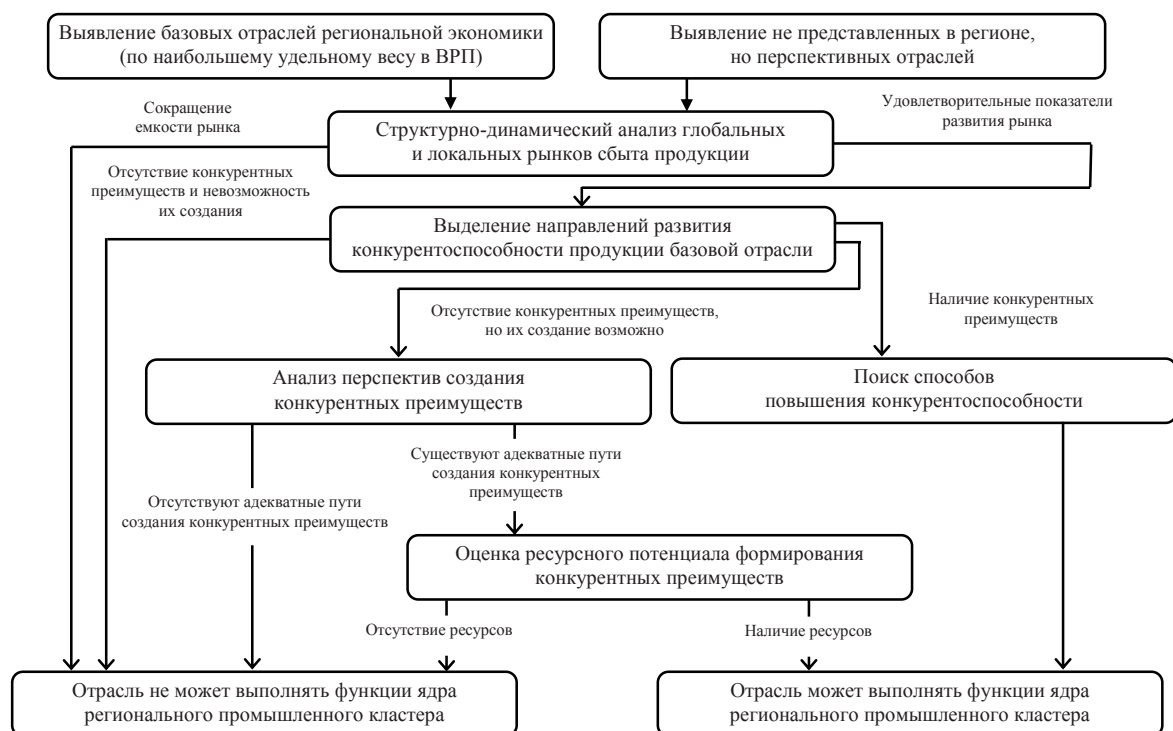 Выявление базовых отраслей региональной экономики
(по наибольшему удельному весу в ВРП)
Выявление не представленных в регионе,
но перспективных отраслей
Сокращение
емкости рынка
Удовлетворительные показатели
развития рынка
Структурно-динамический анализ глобальных
и локальных рынков сбыта продукции
Отсутствие конкурентных
преимуществ и невозможность
их создания
Выделение направлений развития
конкурентоспособности продукции базовой отрасли
Отсутствие конкурентных преимуществ,
но их создание возможно
Наличие конкурентных
преимуществ
Анализ перспектив создания
конкурентных преимуществ
Поиск способов
повышения конкурентоспособности
Существуют адекватные пути
создания конкурентных
преимуществ
Отсутствуют адекватные пути
создания конкурентных преимуществ
Оценка ресурсного потенциала формирования
конкурентных преимуществ
Отсутствие ресурсов
Наличие ресурсов
Отрасль не может выполнять функции ядра
регионального промышленного кластера
Отрасль может выполнять функции ядра
регионального промышленного кластера